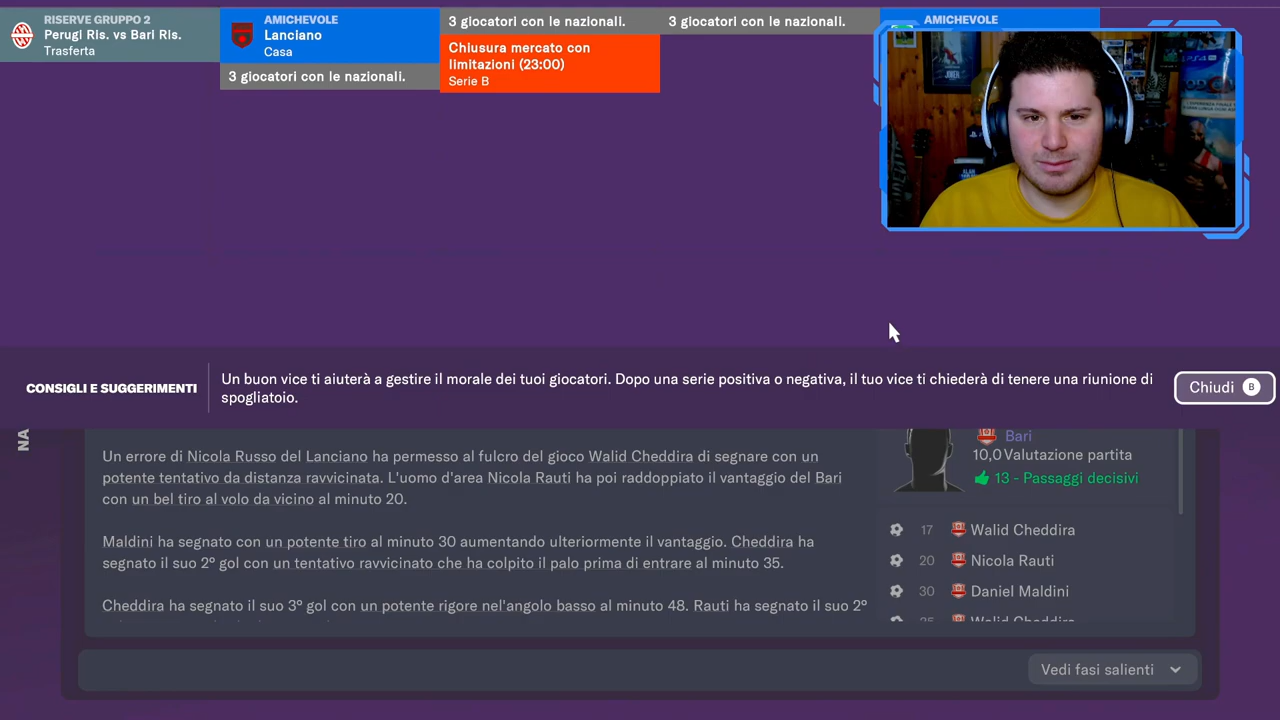 RISERVE GRUPPO 2
Perugi Ris. vs Bari Ris.
Trasferta
AMICHEVOLE
Lanciano
Casa
3 giocatori con le nazionali.
3 giocatori con le nazionali.
Chiusura mercato con
limitazioni (23:00)
Serie B
3 giocatori con le nazionali.
AMICHEVOLE
CONSIGLI E SUGGERIMENTI
Un buon vice ti aiuterà a gestire il morale dei tuoi giocatori. Dopo una serie positiva o negativa, il tuo vice ti chiederà di tenere una riunione di
spogliatoio.
Chiudi B
NA
Un errore di Nicola Russo del Lanciano ha permesso al fulcro del gioco Walid Cheddira di segnare con un
potente tentativo da distanza ravvicinata. L'uomo d'area Nicola Rauti ha poi raddoppiato il vantaggio del Bari
con un bel tiro al volo da vicino al minuto 20.
Maldini ha segnato con un potente tiro al minuto 30 aumentando ulteriormente il vantaggio. Cheddira ha
segnato il suo 2º gol con un tentativo ravvicinato che ha colpito il palo prima di entrare al minuto 35.
Cheddira ha segnato il suo 3º gol con un potente rigore nel'angolo basso al minuto 48. Rauti ha segnato il suo 2º
Bari
10,0 Valutazione partita
13 - Passaggi decisivi
17 Walid Cheddira
20 Nicola Rauti
30 Daniel Maldini
35 Walid Cheddira
Vedi fasi salienti